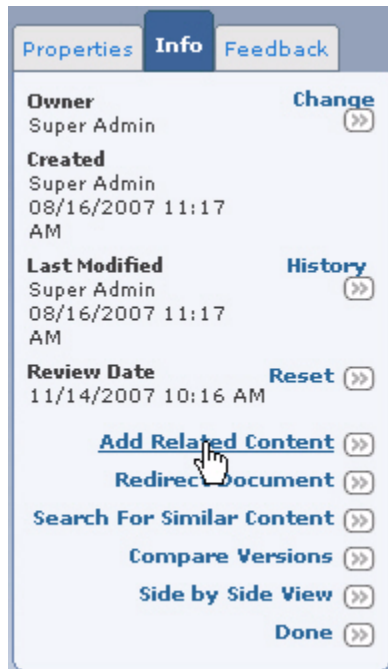 Properties Info Feedback
Owner Change
Super Admin
Created
Super Admin
08/16/2007 11:17
AM
Last Modified History
Super Admin
08/16/2007 11:17
AM
Review Date Reset
11/14/2007 10:16 AM
Add Related Content
Redirect Document
Search For Similar Content
Compare Versions
Side by Side View
Done